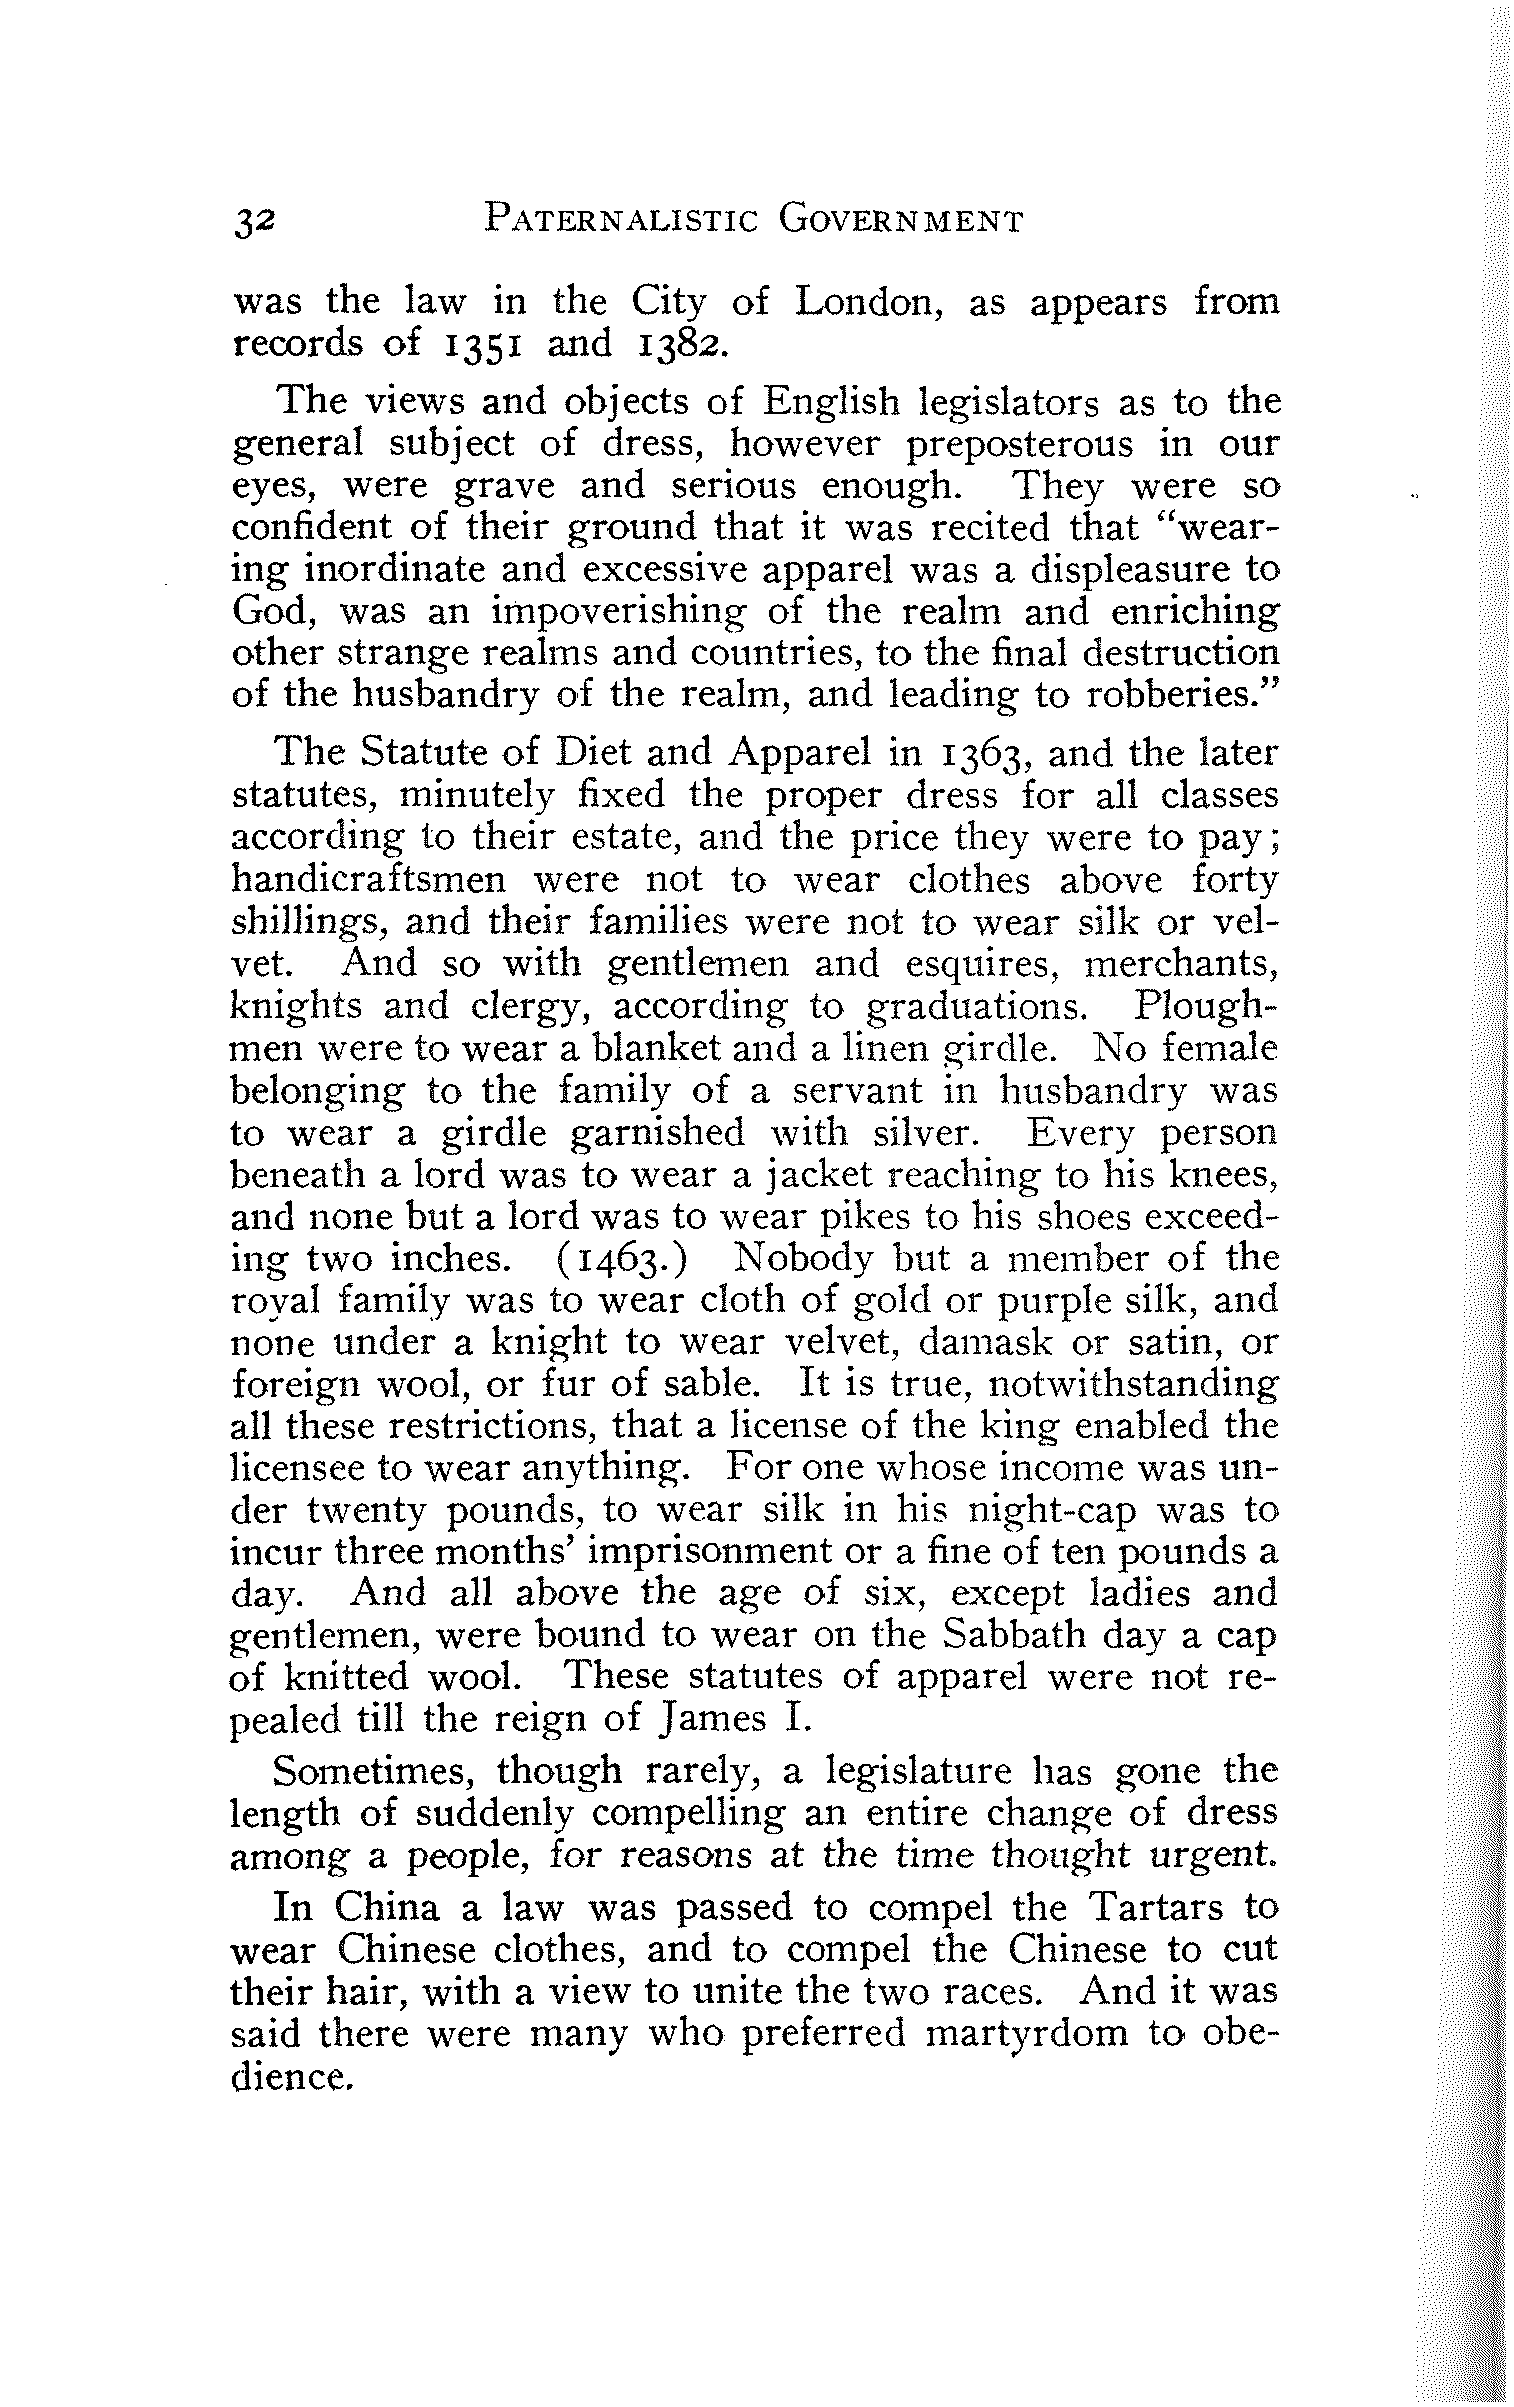 32 PATERNALISTIC GOVERNMENT
was the law in the City of London, as appears from
records of 1351 and 1382.
The views and objects of English legislators as to the
general subject of dress, however preposterous in our
eyes, were grave and serious enough. They were so
confident of their ground that it was recited that "wear-
ing inordinate and excessive apparel was a displeasure to
God, was an impoverishing of the realm and enriching
other strange realms and countries, to the final destruction
of the husbandry of the realm, and leading to robberies."
The Statute of Diet and Apparel in 1363, and the later
statutes, minutely fixed the proper dress for all classes
according to their estate, and the price they were to pay;
handicraftsmen were not to wear clothes above forty
shillings, and their families were not to wear silk or vel-
vet. And so with gentlemen and esquires, merchants,
knights and clergy, according to graduations. Plough-
men were to wear a blanket and a linen girdle. No female
belonging to the family of a servant in husbandry was
to wear a girdle garnished with silver. Every person
beneath a lord was to wear a jacket reaching to his knees,
and none but a lord was to wear pikes to his shoes exceed-
ing two inches. (1463.) Nobody but a member of the
royal family was to wear cloth of gold or purple silk, and
none under a knight to wear velvet, damask or satin, or
foreign wool, or fur of sable. It is true, notwithstanding
all these restrictions, that a license of the king enabled the
licensee to wear anything. For one whose income was un-
der twenty pounds, to wear silk in his night-cap was to
incur three months' imprisonment or a fine of ten pounds a
day. And all above the age of six, except ladies and
gentlemen, were bound to wear on the Sabbath day a cap
of knitted wool. These statutes of apparel were not re-
pealed till the reign of James I.
Sometimes, though rarely, a legislature has gone the
length of suddenly compelling an entire change of dress
among a people, for reasons at the time thought urgent.
In China a law was passed to compel the Tartars to
wear Chinese clothes, and to compel the Chinese to cut
their hair, with a view to unite the two races. And it was
said there were many who preferred martyrdom to obe-
dience.